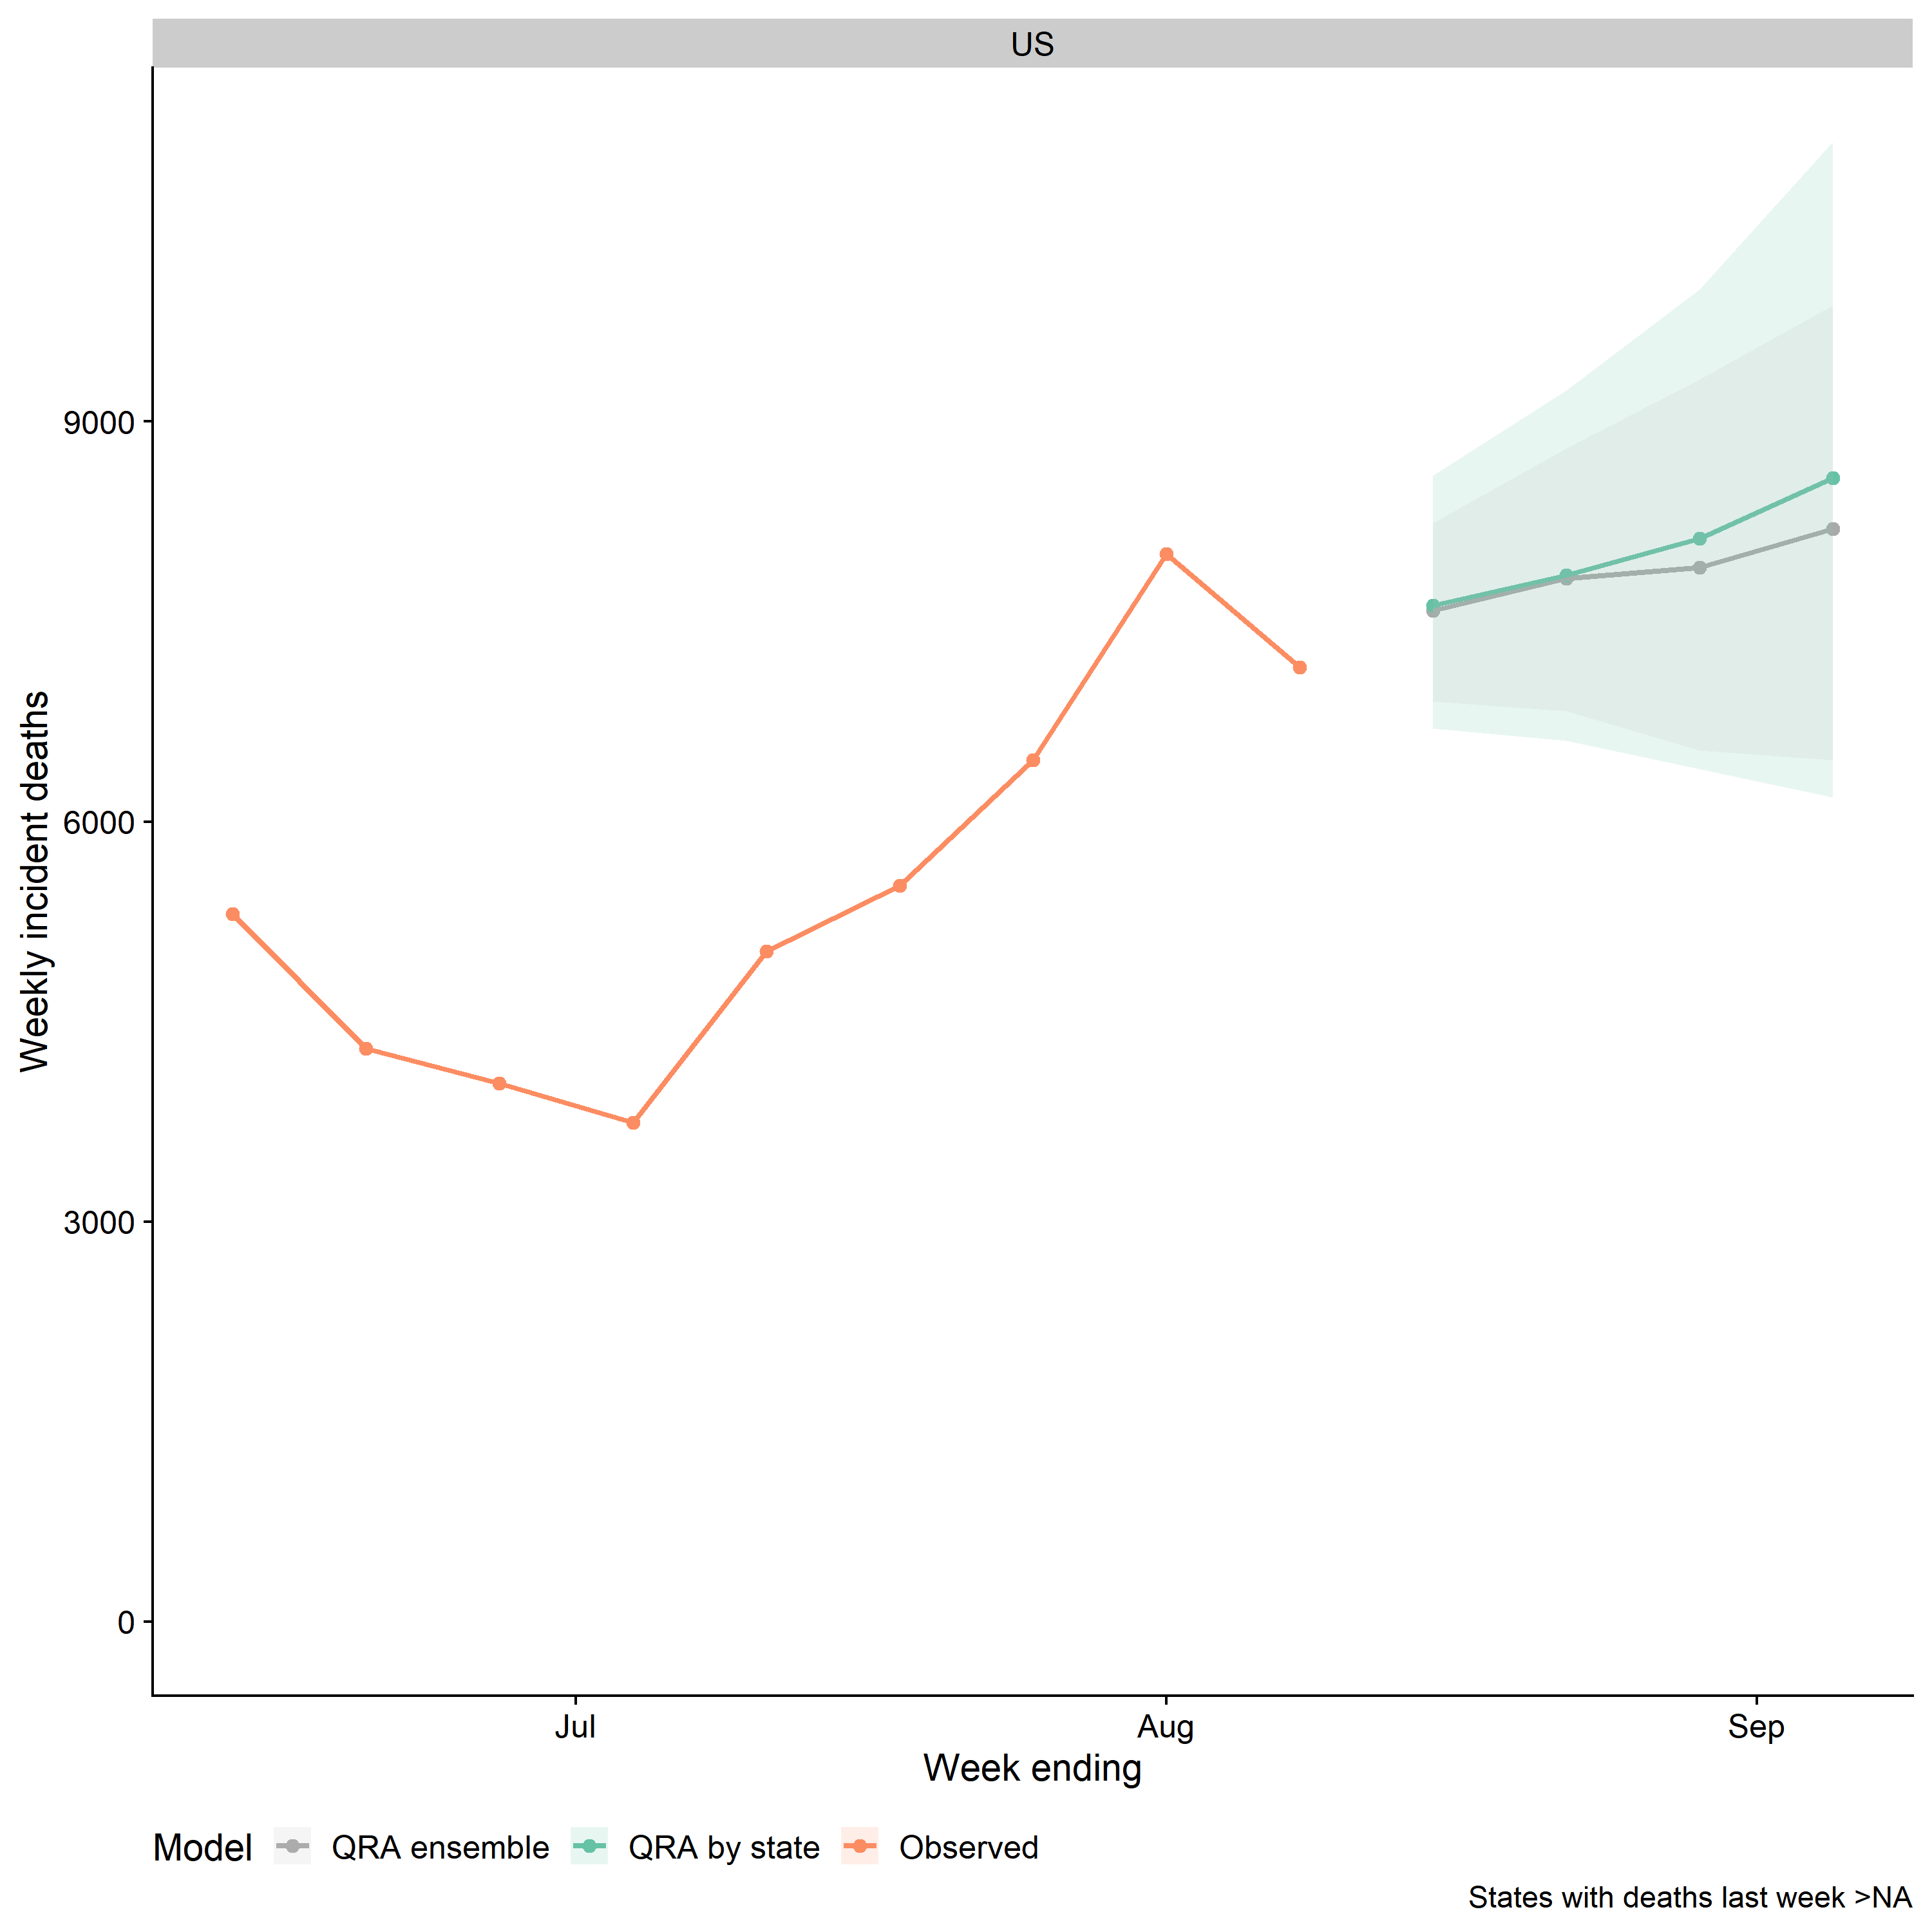 US
Weekly incident deaths
9000
6000
3000
0
Jul Aug Sep
Week ending
Model QRA ensemble QRA by state Observed
States with deaths last week >NA